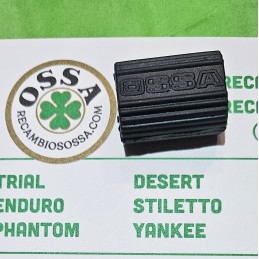 OSSA
RECAMBIOSOSSA.COM
OSSA
RECA
RECA
TRIAL
ENDURO
PHANTOM
DESERT
STILETTO
YANKEE